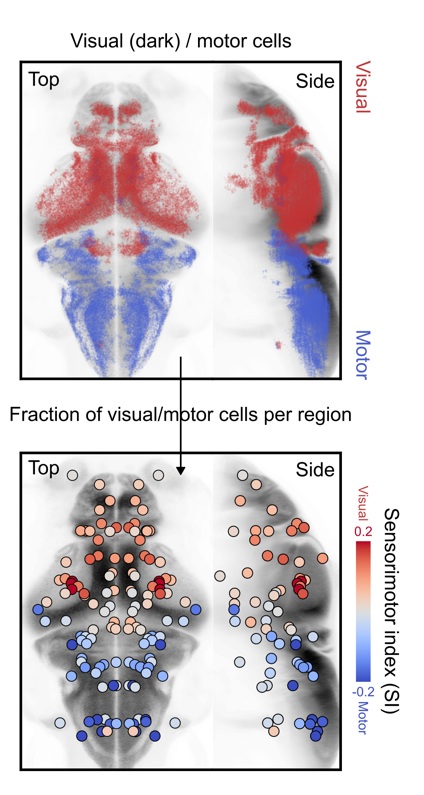 Visual (dark) / motor cells
Top
Side
Visual
Motor
Fraction of visual/motor cells per region
Top
Side
Visual
0.2
-0.2
Motor
Sensorimotor index (SI)